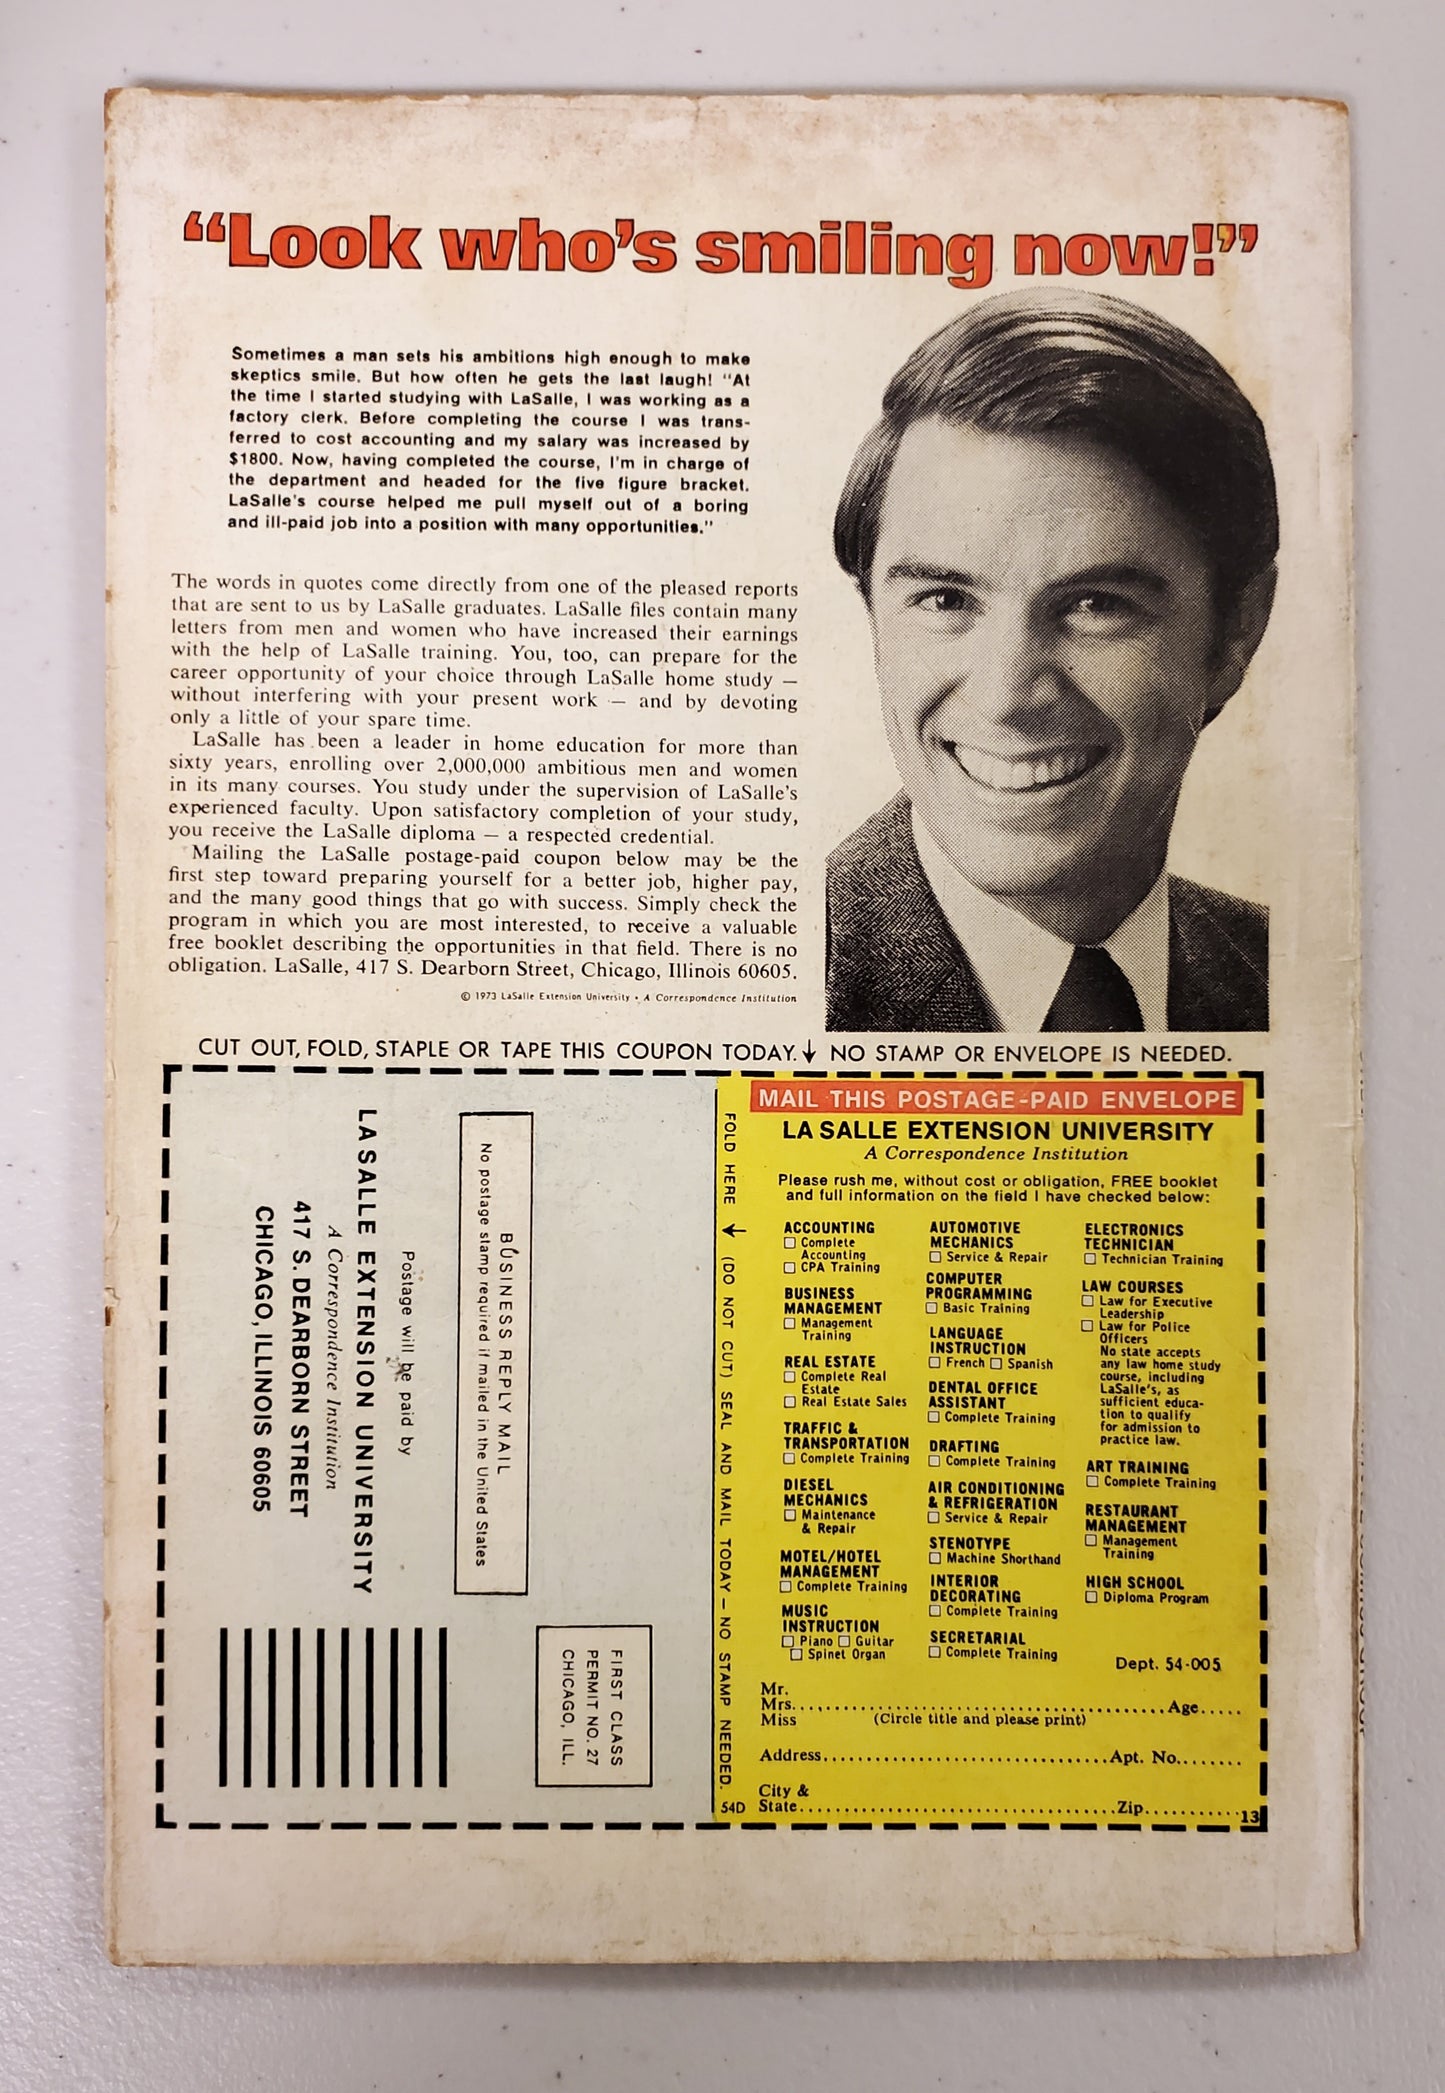 “Look who's smiling now!”
Sometimes a man sets his ambitions high enough to make
skeptics smile. But how often he gets the last laugh! “At
the time I started studying with LaSalle, I was working as a
factory clerk. Before completing the course I was trans-
ferred to cost accounting and my salary was increased by
$1800. Now, having completed the course, I'm in charge of
the department and headed for the five figure bracket.
LaSalle's course helped me pull myself out of a boring
and ill-paid job into a position with many opportunities.”
The words in quotes come directly from one of the pleased reports
that are sent to us by LaSalle graduates. LaSalle files contain many
letters from men and women who have increased their earnings
with the help of LaSalle training. You, too, can prepare for the
career opportunity of your choice through LaSalle home study —
without interfering with your present work — and by devoting
only a little of your spare time.
LaSalle has been a leader in home education for more than
sixty years, enrolling over 2,000,000 ambitious men and women
in its many courses. You study under the supervision of LaSalle's
experienced faculty. Upon satisfactory completion of your study,
you receive the LaSalle diploma — a respected credential.
Mailing the LaSalle postage-paid coupon below may be the
first step toward preparing yourself for a better job, higher pay,
and the many good things that go with success. Simply check the
program in which you are most interested, to receive a valuable
free booklet describing the opportunities in that field. There is no
obligation. LaSalle, 417 S. Dearborn Street, Chicago, Illinois 60605.
© 1973 LaSalle Extension University • A Correspondence Institution
CUT OUT, FOLD, STAPLE OR TAPE THIS COUPON TODAY. ↓ NO STAMP OR ENVELOPE IS NEEDED.
FIRST CLASS
PERMIT NO. 27
CHICAGO, ILL.
BUSINESS REPLY MAIL
No postage stamp required if mailed in the United States
Postage will be paid by
LASALLE EXTENSION UNIVERSITY
A Correspondence Institution
417 S. DEARBORN STREET
CHICAGO, ILLINOIS 60605
FOLD HERE ← (DO NOT CUT) SEAL AND MAIL TODAY — NO STAMP NEEDED.
54D
MAIL THIS POSTAGE-PAID ENVELOPE
LA SALLE EXTENSION UNIVERSITY
A Correspondence Institution
Please rush me, without cost or obligation, FREE booklet
and full information on the field I have checked below:
ACCOUNTING
☐ Complete
Accounting
☐ CPA Training
BUSINESS
MANAGEMENT
☐ Management
Training
REAL ESTATE
☐ Complete Real
Estate
☐ Real Estate Sales
TRAFFIC &
TRANSPORTATION
☐ Complete Training
DIESEL
MECHANICS
☐ Maintenance
& Repair
MOTEL/HOTEL
MANAGEMENT
☐ Complete Training
MUSIC
INSTRUCTION
☐ Piano ☐ Guitar
☐ Spinet Organ
AUTOMOTIVE
MECHANICS
☐ Service & Repair
COMPUTER
PROGRAMMING
☐ Basic Training
LANGUAGE
INSTRUCTION
☐ French ☐ Spanish
DENTAL OFFICE
ASSISTANT
☐ Complete Training
DRAFTING
☐ Complete Training
AIR CONDITIONING
& REFRIGERATION
☐ Service & Repair
STENOTYPE
☐ Machine Shorthand
INTERIOR
DECORATING
☐ Complete Training
SECRETARIAL
☐ Complete Training
ELECTRONICS
TECHNICIAN
☐ Technician Training
LAW COURSES
☐ Law for Executive
Leadership
☐ Law for Police
Officers
No state accepts
any law home study
course, including
LaSalle's, as
sufficient educa-
tion to qualify
for admission to
practice law.
ART TRAINING
☐ Complete Training
RESTAURANT
MANAGEMENT
☐ Management
Training
HIGH SCHOOL
☐ Diploma Program
Dept. 54-005
Mr.
Mrs. Age
Miss (Circle title and please print)
Address Apt. No.
City &
State Zip
13